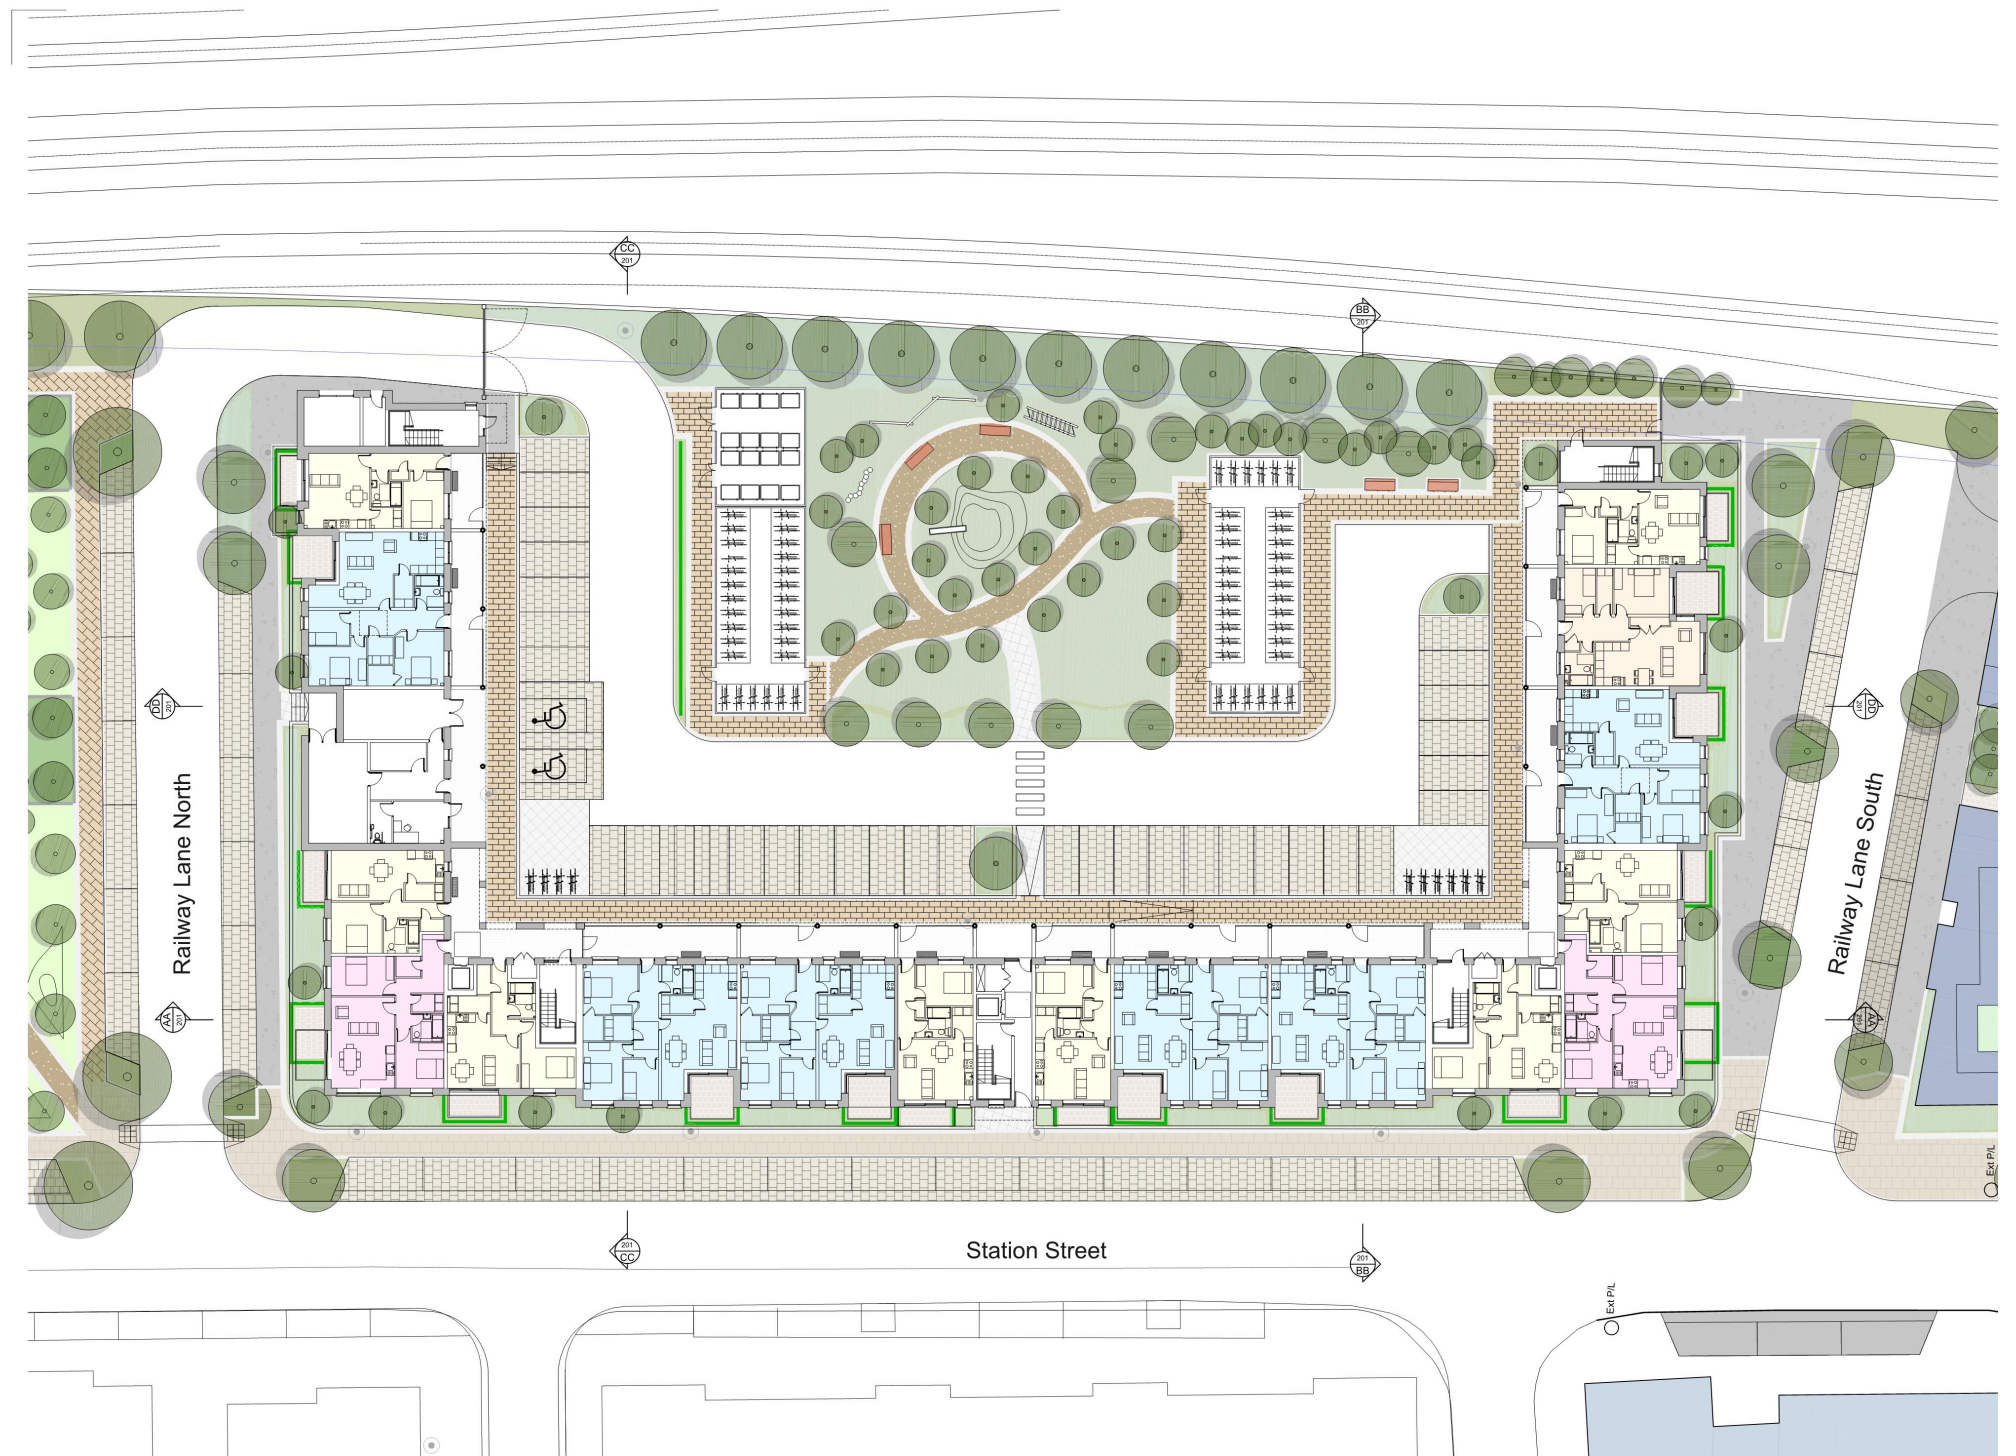 CC
201
BB
201
DD
201
DD
201
Railway Lane North
Railway Lane South
AA
201
AA
201
Ext P/L
201
CC
Station Street
201
BB
Ext P/L